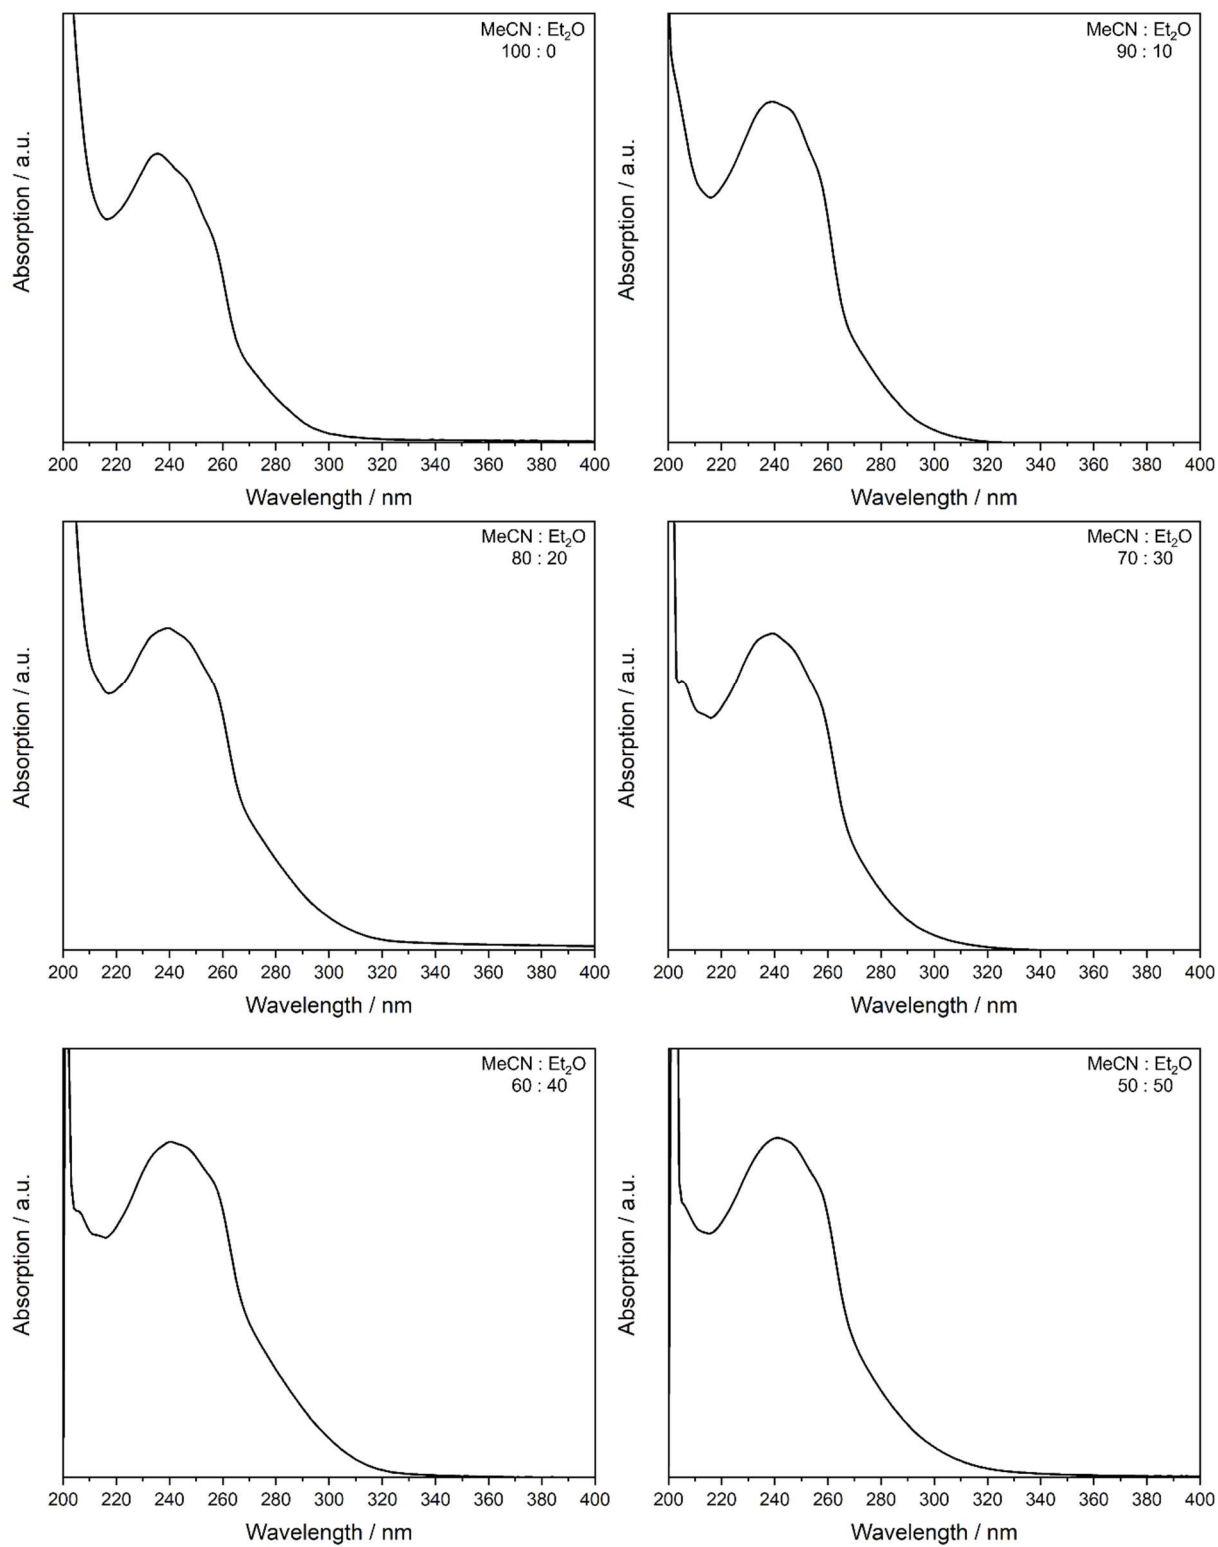 MeCN : Et₂O
100 : 0
Absorption / a.u.
200 220 240 260 280 300 320 340 360 380 400
Wavelength / nm
MeCN : Et₂O
90 : 10
Absorption / a.u.
200 220 240 260 280 300 320 340 360 380 400
Wavelength / nm
MeCN : Et₂O
80 : 20
Absorption / a.u.
200 220 240 260 280 300 320 340 360 380 400
Wavelength / nm
MeCN : Et₂O
70 : 30
Absorption / a.u.
200 220 240 260 280 300 320 340 360 380 400
Wavelength / nm
MeCN : Et₂O
60 : 40
Absorption / a.u.
200 220 240 260 280 300 320 340 360 380 400
Wavelength / nm
MeCN : Et₂O
50 : 50
Absorption / a.u.
200 220 240 260 280 300 320 340 360 380 400
Wavelength / nm